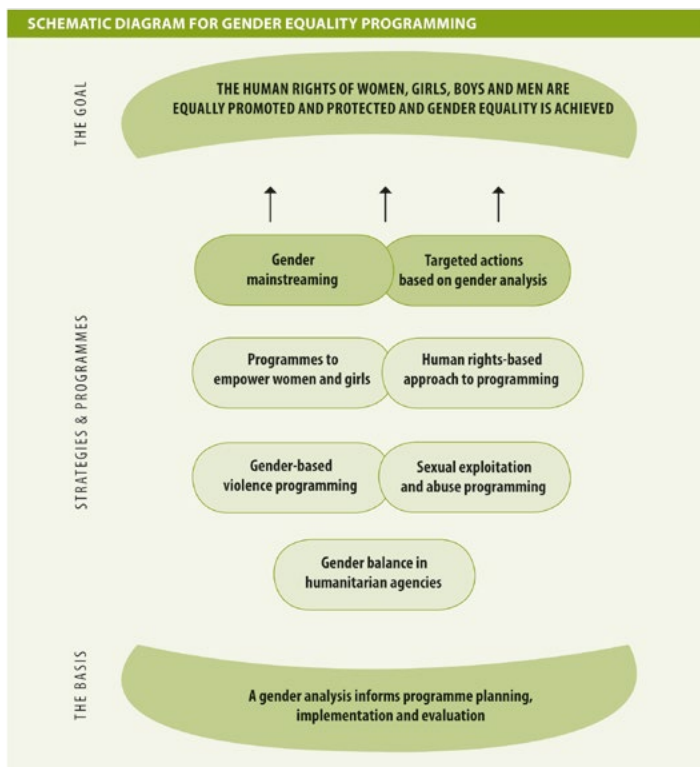 SCHEMATIC DIAGRAM FOR GENDER EQUALITY PROGRAMMING
THE GOAL
THE HUMAN RIGHTS OF WOMEN, GIRLS, BOYS AND MEN ARE
EQUALLY PROMOTED AND PROTECTED AND GENDER EQUALITY IS ACHIEVED
STRATEGIES & PROGRAMMES
Gender
mainstreaming
Targeted actions
based on gender analysis
Programmes to
empower women and girls
Human rights-based
approach to programming
Gender-based
violence programming
Sexual exploitation
and abuse programming
Gender balance in
humanitarian agencies
THE BASIS
A gender analysis informs programme planning,
implementation and evaluation